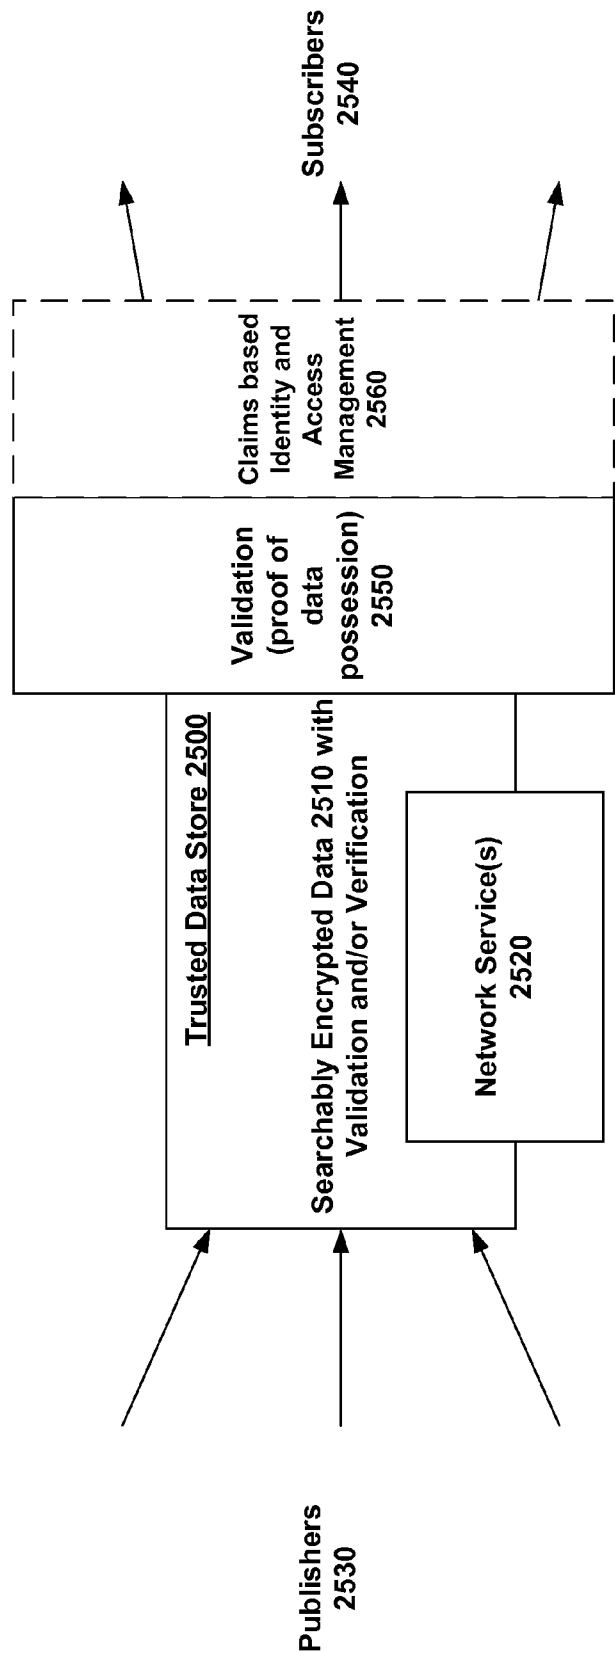 Publishers
2530
Trusted Data Store 2500
Searchably Encrypted Data 2510 with
Validation and/or Verification
Network Service(s)
2520
Validation
(proof of
data
possession)
2550
Claims based
Identity and
Access
Management
2560
Subscribers
2540